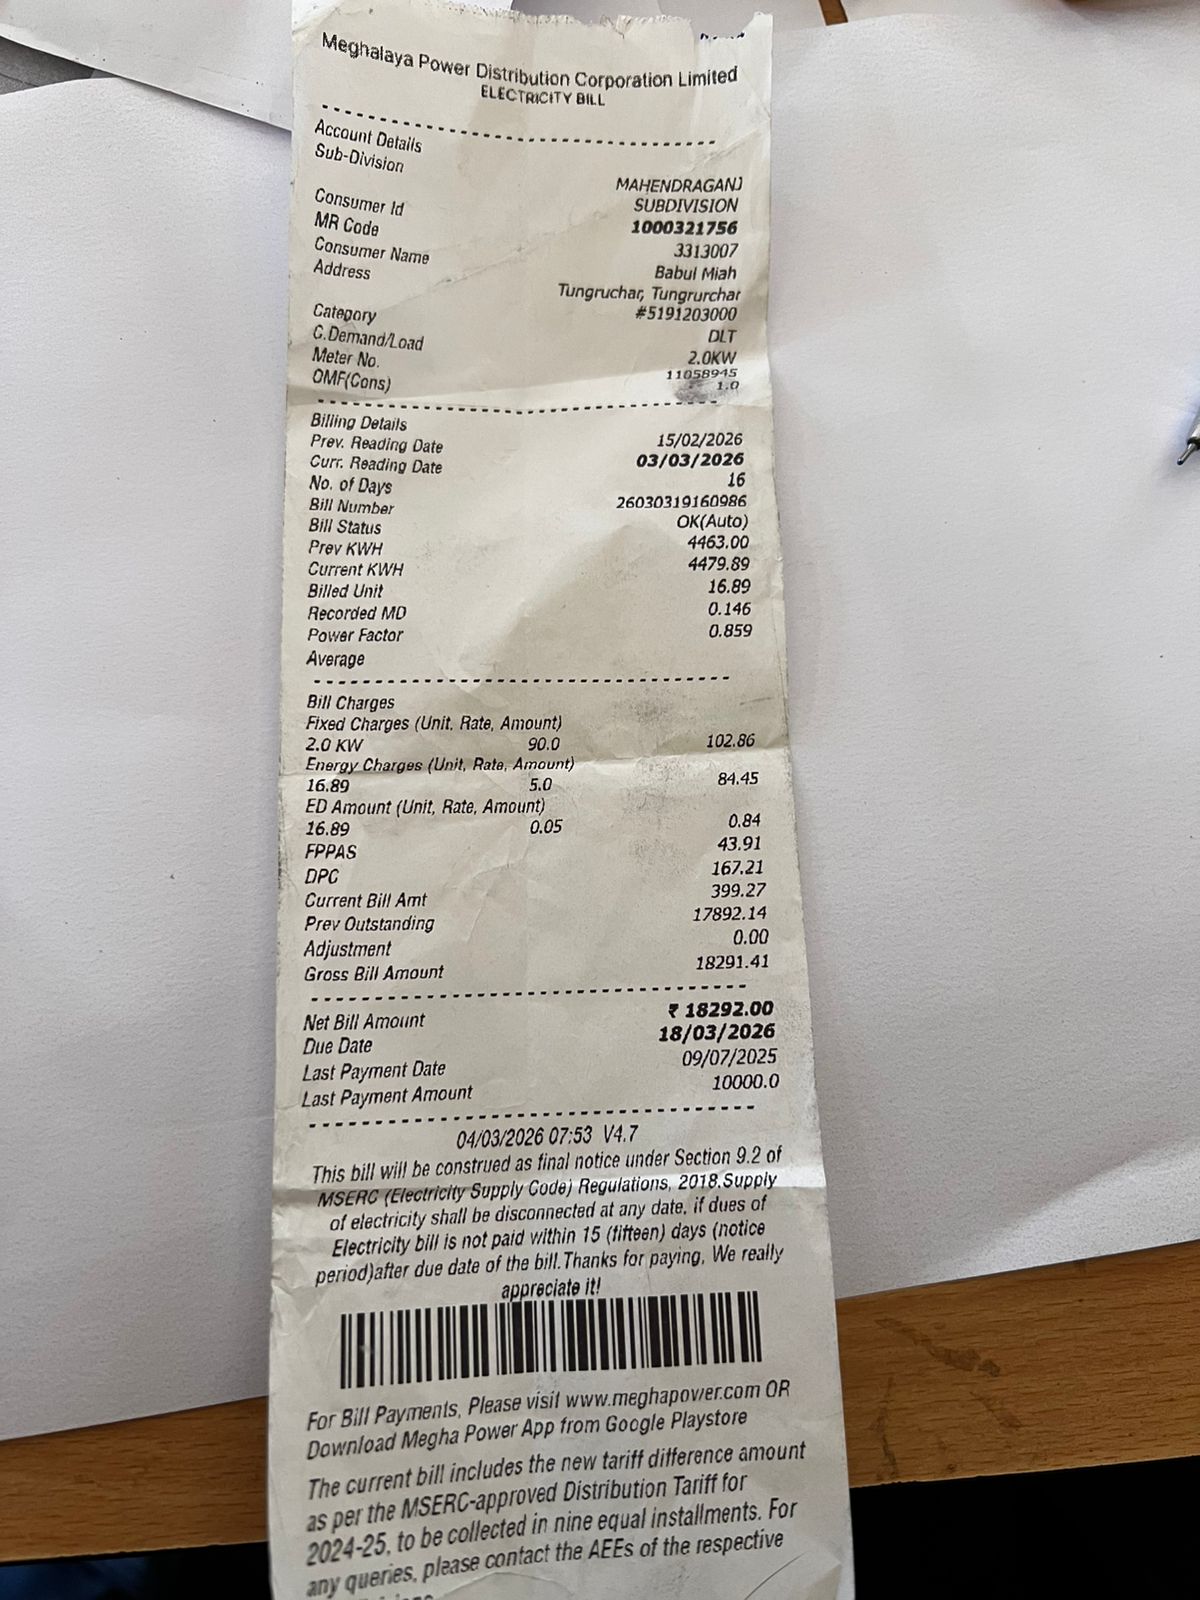 Meghalaya Power Distribution Corporation Limited
ELECTRICITY BILL
Account Details
Sub-Division MAHENDRAGANJ
SUBDIVISION
Consumer Id 1000321756
MR Code 3313007
Consumer Name Babul Miah
Address Tungruchar, Tungrurchar
#5191203000
Category DLT
C.Demand/Load 2.0KW
Meter No. 11058945
OMF(Cons) 1.0
Billing Details
Prev. Reading Date 15/02/2026
Curr. Reading Date 03/03/2026
No. of Days 16
Bill Number 26030319160986
Bill Status OK(Auto)
Prev KWH 4463.00
Current KWH 4479.89
Billed Unit 16.89
Recorded MD 0.146
Power Factor 0.859
Average
Bill Charges
Fixed Charges (Unit, Rate, Amount)
2.0 KW 90.0 102.86
Energy Charges (Unit, Rate, Amount)
16.89 5.0 84.45
ED Amount (Unit, Rate, Amount)
16.89 0.05 0.84
FPPAS 43.91
DPC 167.21
Current Bill Amt 399.27
Prev Outstanding 17892.14
Adjustment 0.00
Gross Bill Amount 18291.41
Net Bill Amount ₹ 18292.00
Due Date 18/03/2026
Last Payment Date 09/07/2025
Last Payment Amount 10000.0
04/03/2026 07:53 V4.7
This bill will be construed as final notice under Section 9.2 of
MSERC (Electricity Supply Code) Regulations, 2018.Supply
of electricity shall be disconnected at any date, if dues of
Electricity bill is not paid within 15 (fifteen) days (notice
period)after due date of the bill.Thanks for paying, We really
appreciate it!
For Bill Payments, Please visit www.meghapower.com OR
Download Megha Power App from Google Playstore
The current bill includes the new tariff difference amount
as per the MSERC-approved Distribution Tariff for
2024-25, to be collected in nine equal installments. For
any queries, please contact the AEEs of the respective